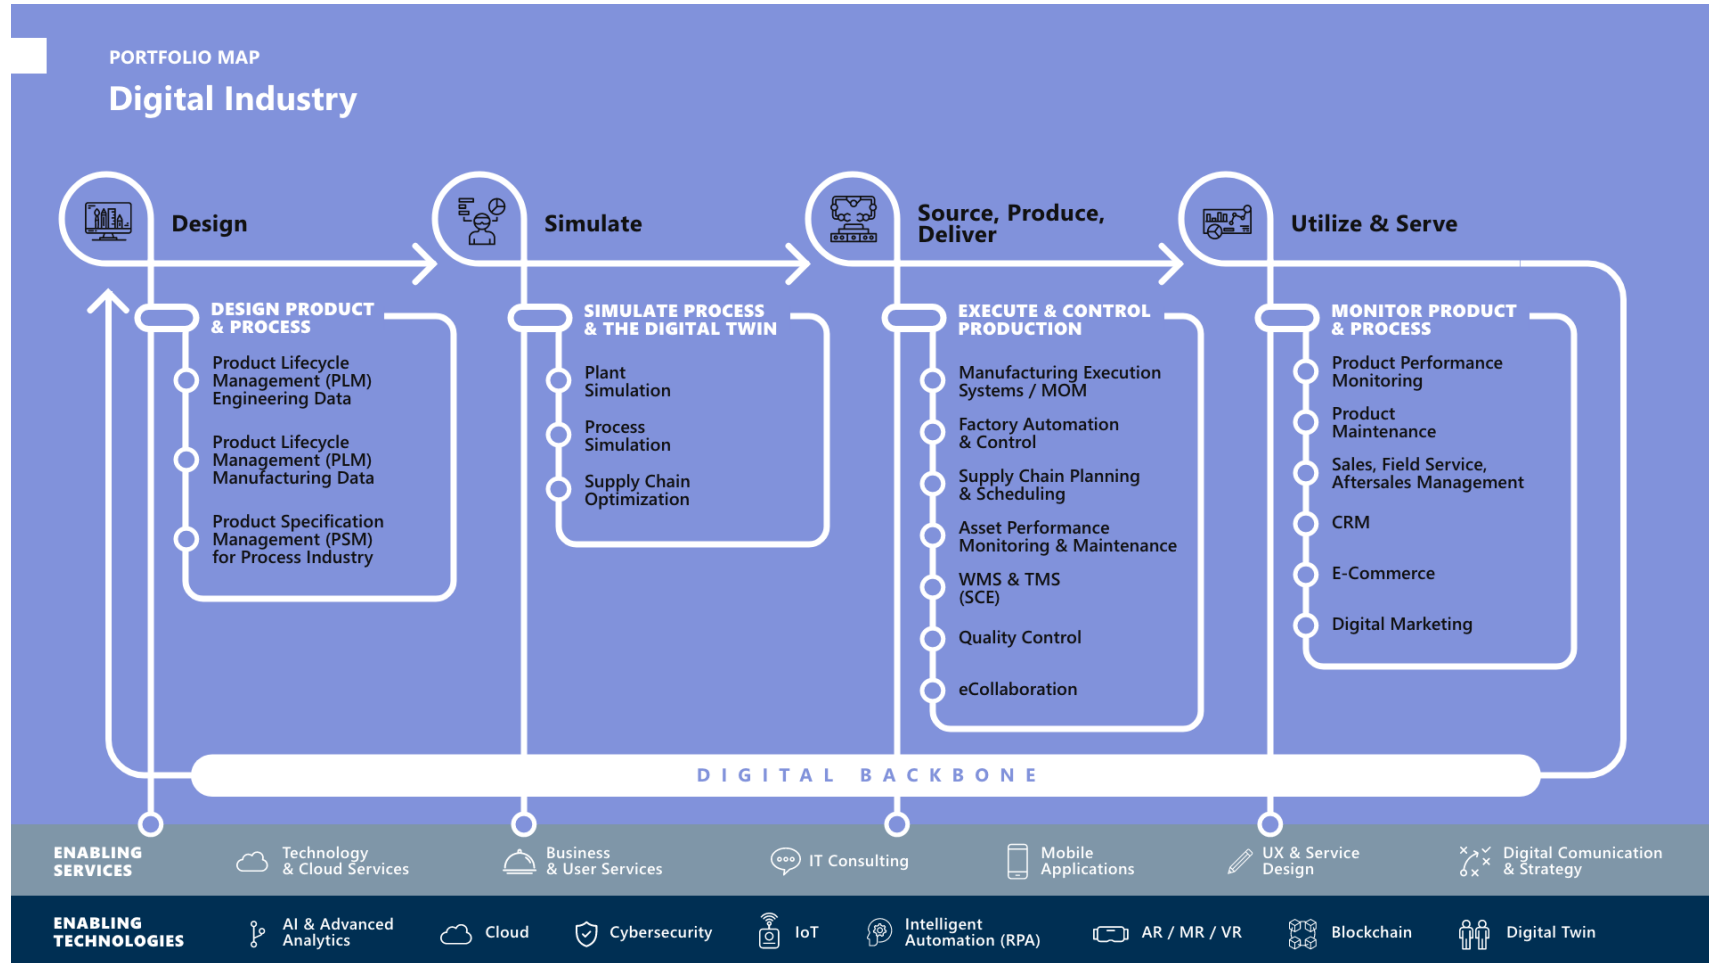 PORTFOLIO MAP
Digital Industry
Design
Simulate
Source, Produce,
Deliver
Utilize & Serve
DESIGN PRODUCT
& PROCESS
Product Lifecycle
Management (PLM)
Engineering Data
Product Lifecycle
Management (PLM)
Manufacturing Data
Product Specification
Management (PSM)
for Process Industry
SIMULATE PROCESS
& THE DIGITAL TWIN
Plant
Simulation
Process
Simulation
Supply Chain
Optimization
EXECUTE & CONTROL
PRODUCTION
Manufacturing Execution
Systems / MOM
Factory Automation
& Control
Supply Chain Planning
& Scheduling
Asset Performance
Monitoring & Maintenance
WMS & TMS
(SCE)
Quality Control
eCollaboration
MONITOR PRODUCT
& PROCESS
Product Performance
Monitoring
Product
Maintenance
Sales, Field Service,
Aftersales Management
CRM
E-Commerce
Digital Marketing
DIGITAL BACKBONE
ENABLING
SERVICES
Technology
& Cloud Services
Business
& User Services
IT Consulting
Mobile
Applications
UX & Service
Design
Digital Comunication
& Strategy
ENABLING
TECHNOLOGIES
AI & Advanced
Analytics
Cloud
Cybersecurity
IoT
Intelligent
Automation (RPA)
AR / MR / VR
Blockchain
Digital Twin